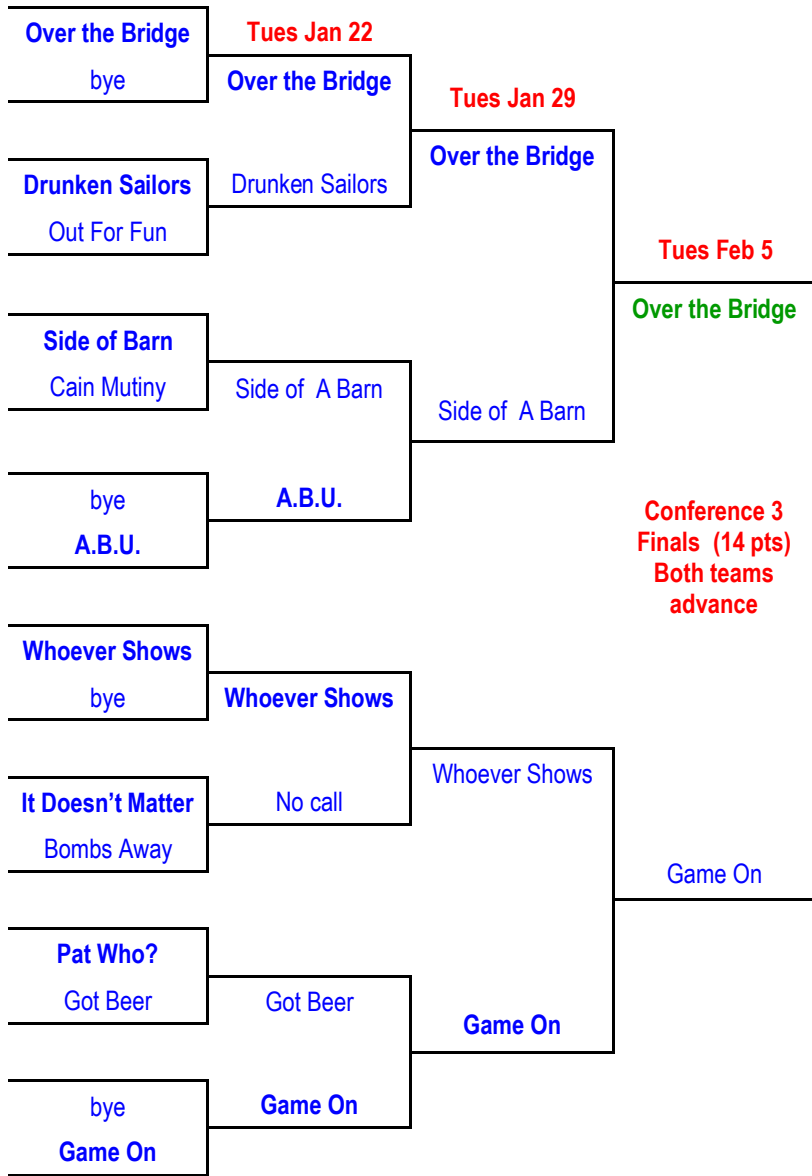 Over the Bridge
bye
Drunken Sailors
Out For Fun
Side of Barn
Cain Mutiny
bye
A.B.U.
Whoever Shows
bye
It Doesn't Matter
Bombs Away
Pat Who?
Got Beer
bye
Game On
Tues Jan 22
Over the Bridge
Drunken Sailors
Side of A Barn
A.B.U.
Whoever Shows
No call
Got Beer
Game On
Tues Jan 29
Over the Bridge
Side of A Barn
Whoever Shows
Game On
Tues Feb 5
Over the Bridge
Conference 3
Finals (14 pts)
Both teams
advance
Game On